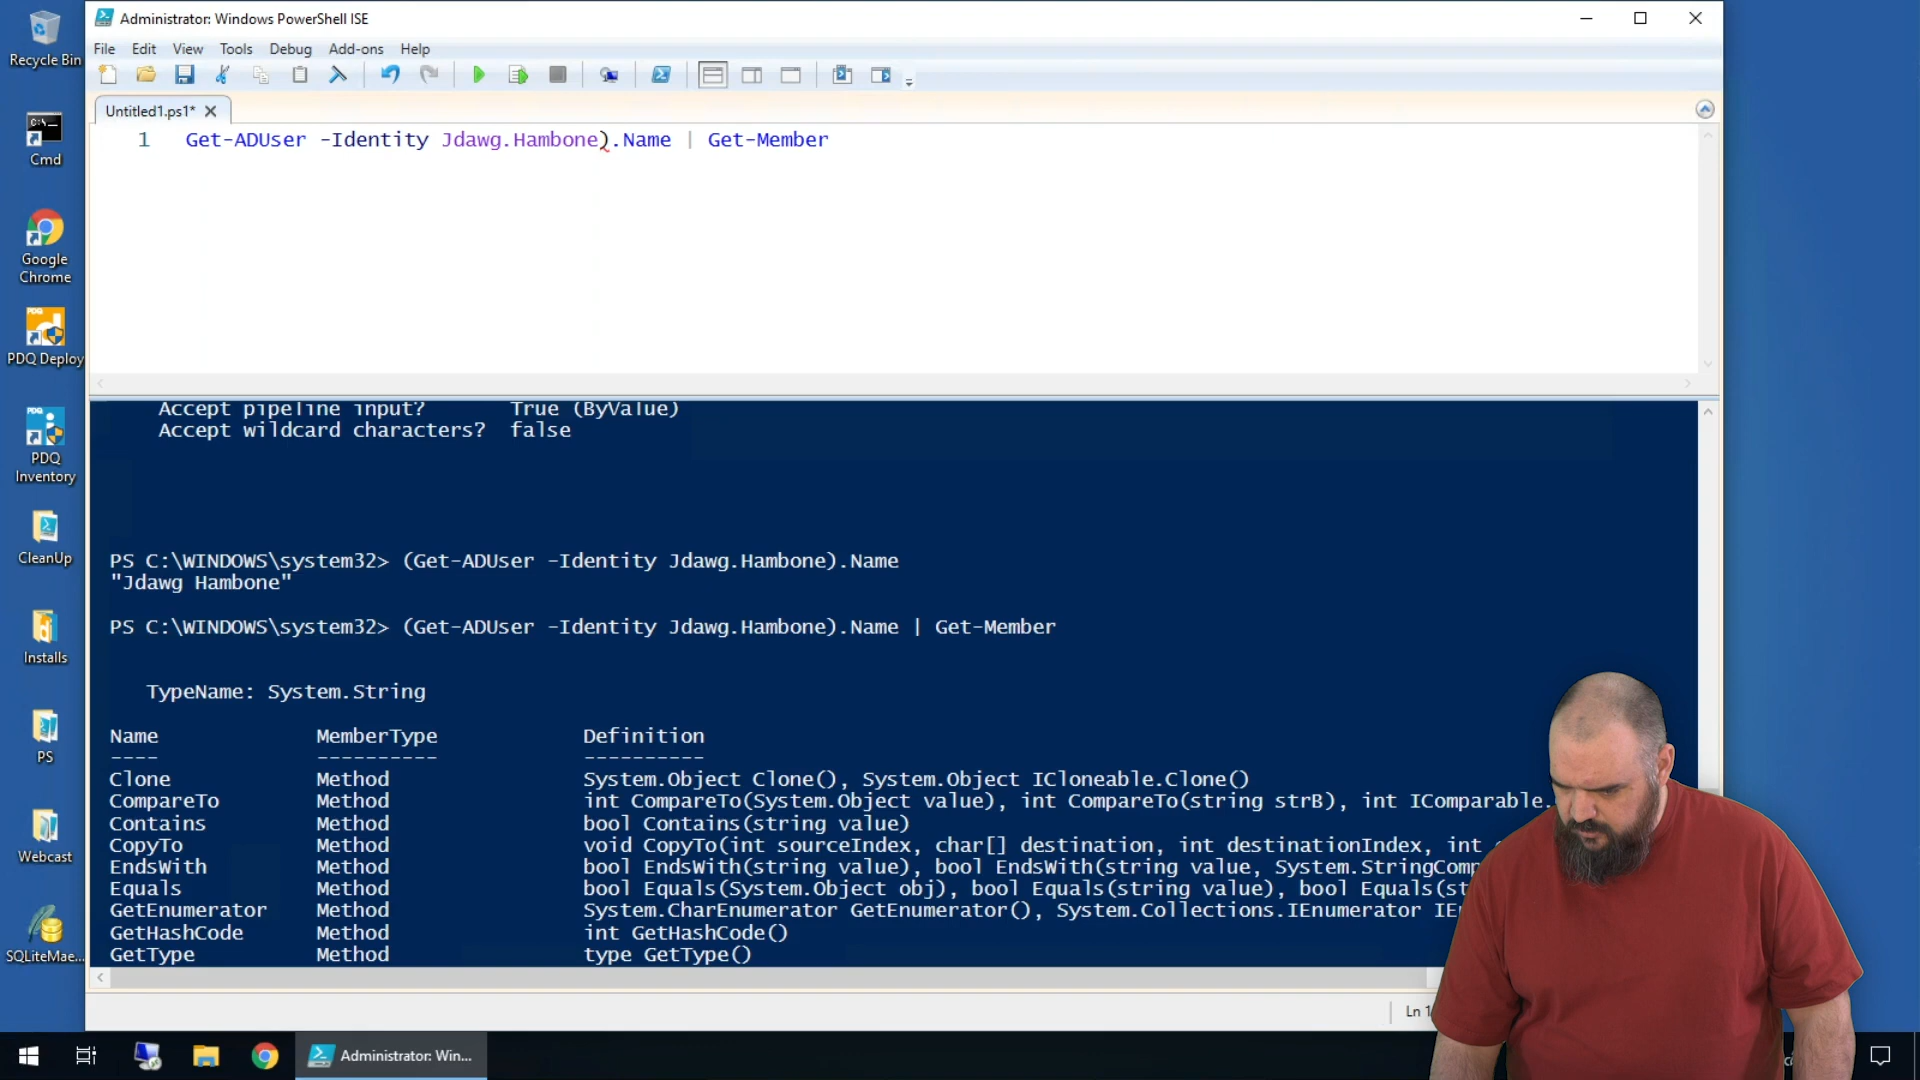 Recycle Bin
Cmd
Google
Chrome
PDQ Deploy
PDQ
Inventory
CleanUp
Installs
PS
Webcast
SQLiteMae...
Administrator: Windows PowerShell ISE
File Edit View Tools Debug Add-ons Help
Untitled1.ps1*
1 Get-ADUser -Identity Jdawg.Hambone).Name | Get-Member
Accept pipeline input? True (ByValue)
Accept wildcard characters? false
PS C:\WINDOWS\system32> (Get-ADUser -Identity Jdawg.Hambone).Name
"Jdawg Hambone"
PS C:\WINDOWS\system32> (Get-ADUser -Identity Jdawg.Hambone).Name | Get-Member
TypeName: System.String
Name MemberType Definition
---- ---------- ----------
Clone Method System.Object Clone(), System.Object ICloneable.Clone()
CompareTo Method int CompareTo(System.Object value), int CompareTo(string strB), int IComparable.
Contains Method bool Contains(string value)
CopyTo Method void CopyTo(int sourceIndex, char[] destination, int destinationIndex, int
EndsWith Method bool EndsWith(string value), bool EndsWith(string value, System.StringComp
Equals Method bool Equals(System.Object obj), bool Equals(string value), bool Equals(st
GetEnumerator Method System.CharEnumerator GetEnumerator(), System.Collections.IEnumerator IE
GetHashCode Method int GetHashCode()
GetType Method type GetType()
Ln 1
Administrator: Win...